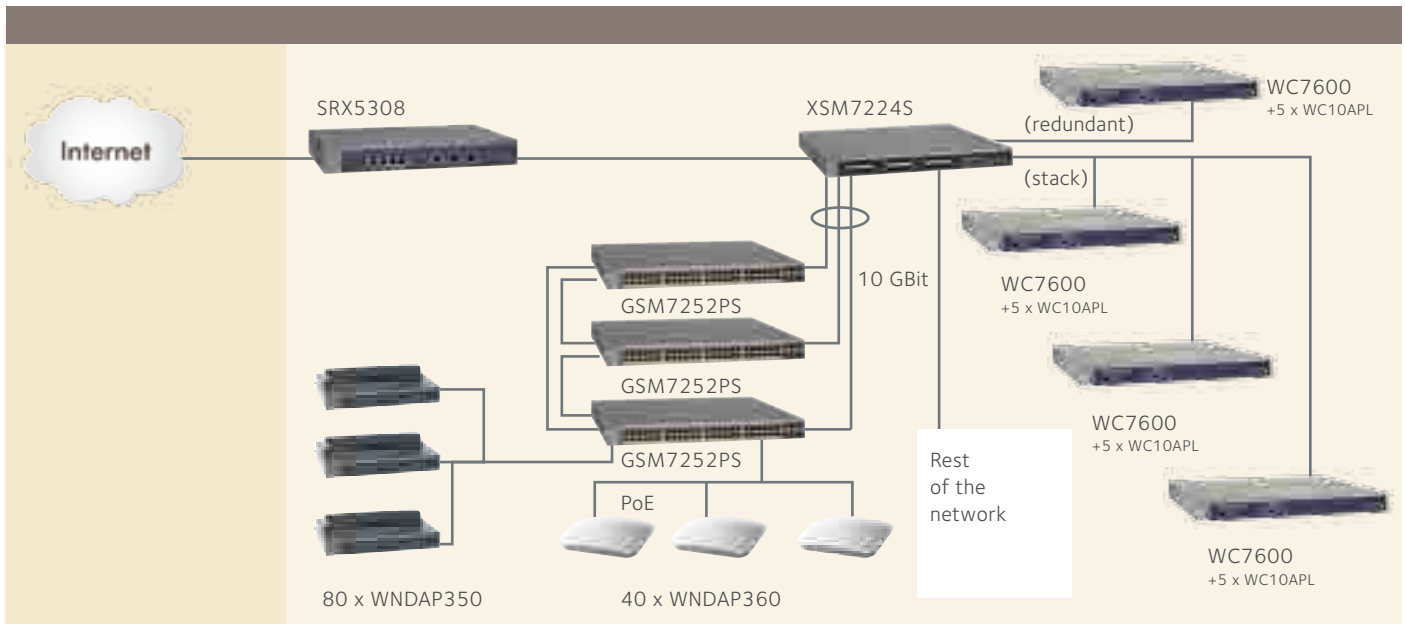 Internet
SRX5308
XSM7224S
(redundant)
WC7600
+5 x WC10APL
(stack)
WC7600
+5 x WC10APL
10 GBit
GSM7252PS
GSM7252PS
GSM7252PS
WC7600
+5 x WC10APL
Rest
of the
network
PoE
WC7600
+5 x WC10APL
80 x WNDAP350
40 x WNDAP360